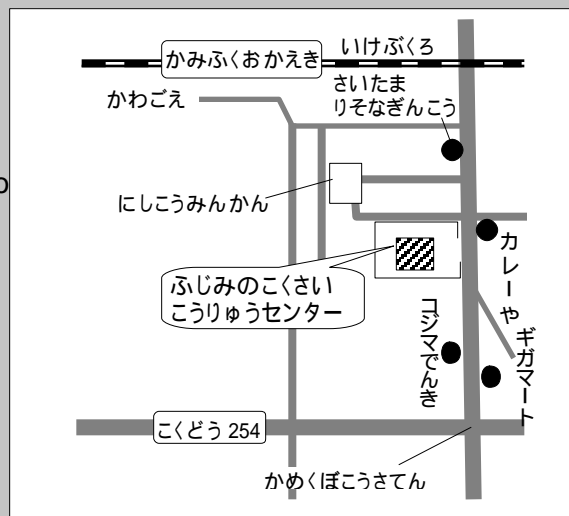 いけぶくろ
かみふくおかえき
さいたま
りそなぎんこう
かわごえ
にしこうみんかん
カレーや
ふじみのこくさい
こうりゅうセンター
ギガマート
コジマでんき
こくどう254
かめくぼこうさてん